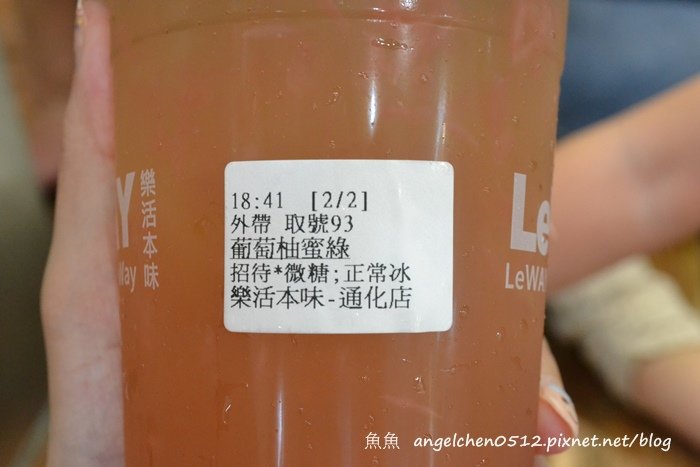 18:41 [2/2]
外帶 取號93
葡萄柚蜜綠
招待*微糖;正常冰
樂活本味-通化店
Y
Way
樂活本味
Le
LeWAY
魚魚 angelchen0512.pixnet.net/blog